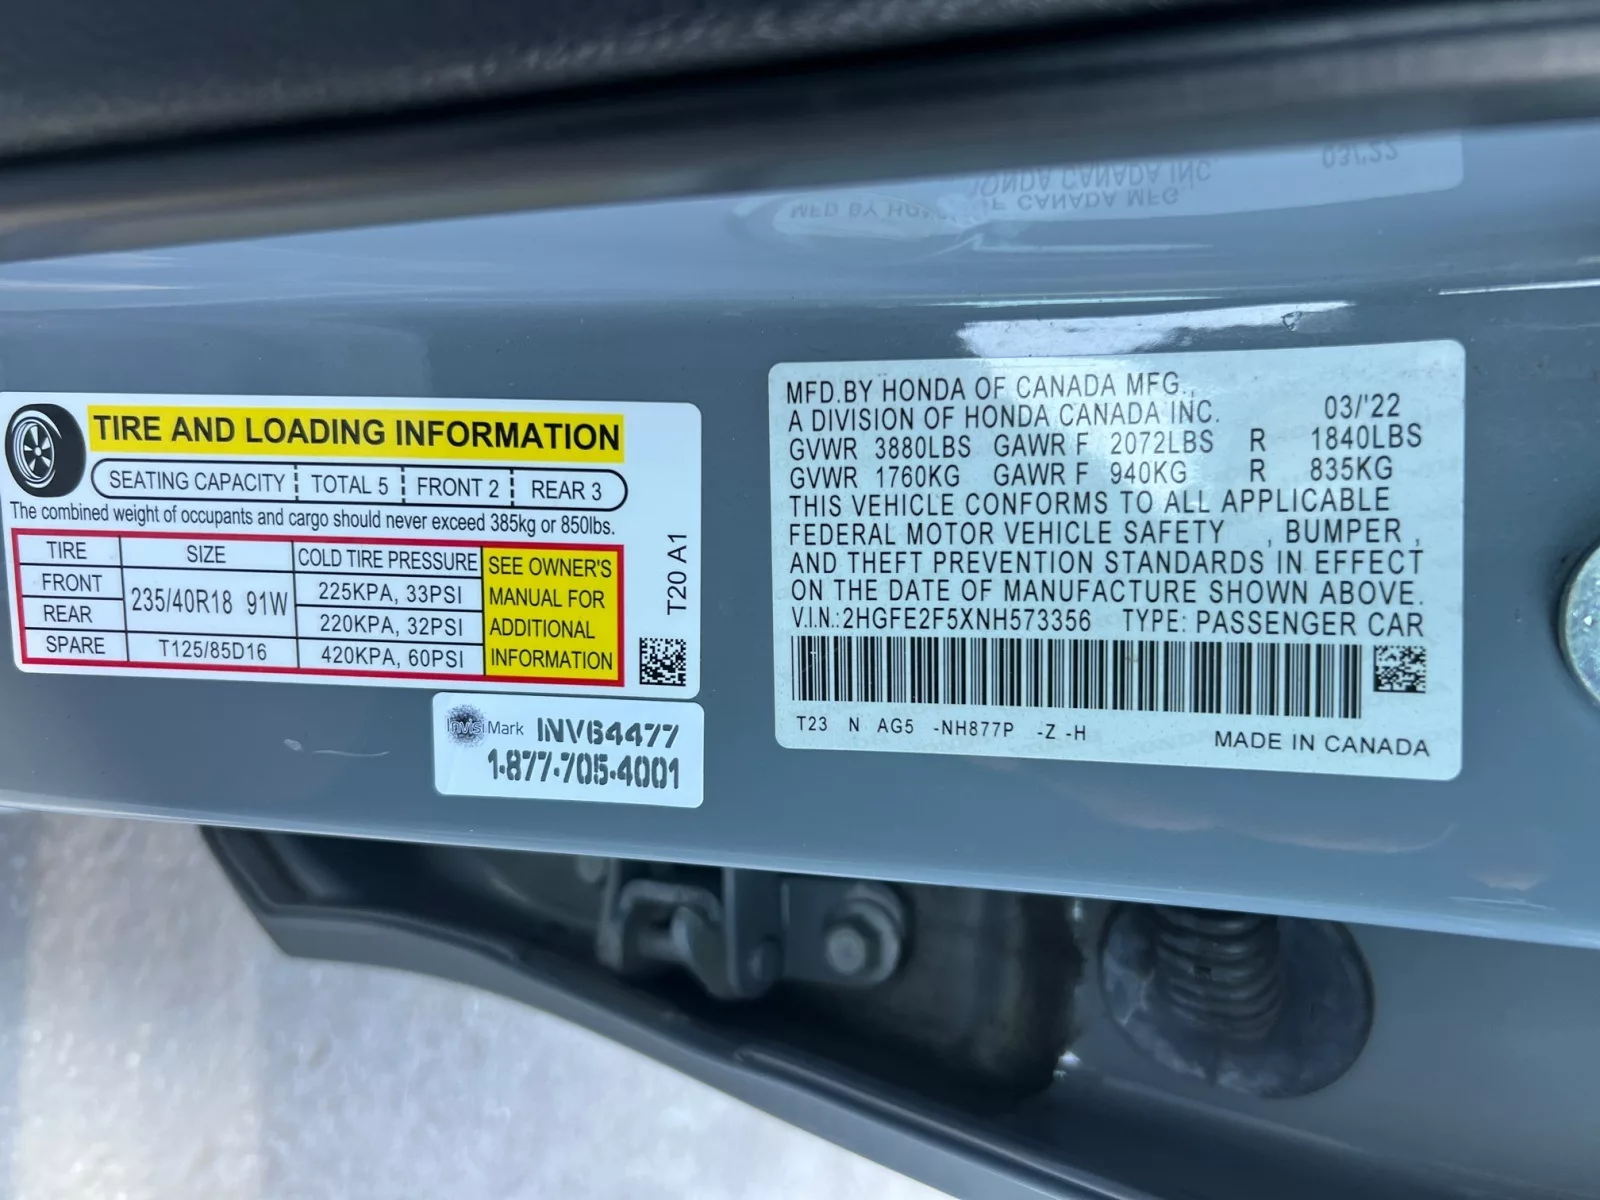 TIRE AND LOADING INFORMATION
SEATING CAPACITY TOTAL 5 FRONT 2 REAR 3
The combined weight of occupants and cargo should never exceed 385kg or 850lbs.
TIRE SIZE COLD TIRE PRESSURE
FRONT 235/40R18 91W 225KPA, 33PSI
REAR 220KPA, 32PSI
SPARE T125/85D16 420KPA, 60PSI
SEE OWNER'S
MANUAL FOR
ADDITIONAL
INFORMATION
T20 A1
InvisiMark INV64477
1-877-705-4001
MFD.BY HONDA OF CANADA MFG.,
A DIVISION OF HONDA CANADA INC. 03/'22
GVWR 3880LBS GAWR F 2072LBS R 1840LBS
GVWR 1760KG GAWR F 940KG R 835KG
THIS VEHICLE CONFORMS TO ALL APPLICABLE
FEDERAL MOTOR VEHICLE SAFETY , BUMPER ,
AND THEFT PREVENTION STANDARDS IN EFFECT
ON THE DATE OF MANUFACTURE SHOWN ABOVE.
V.I.N.:2HGFE2F5XNH573356 TYPE: PASSENGER CAR
T23 N AG5 -NH877P -Z -H
MADE IN CANADA